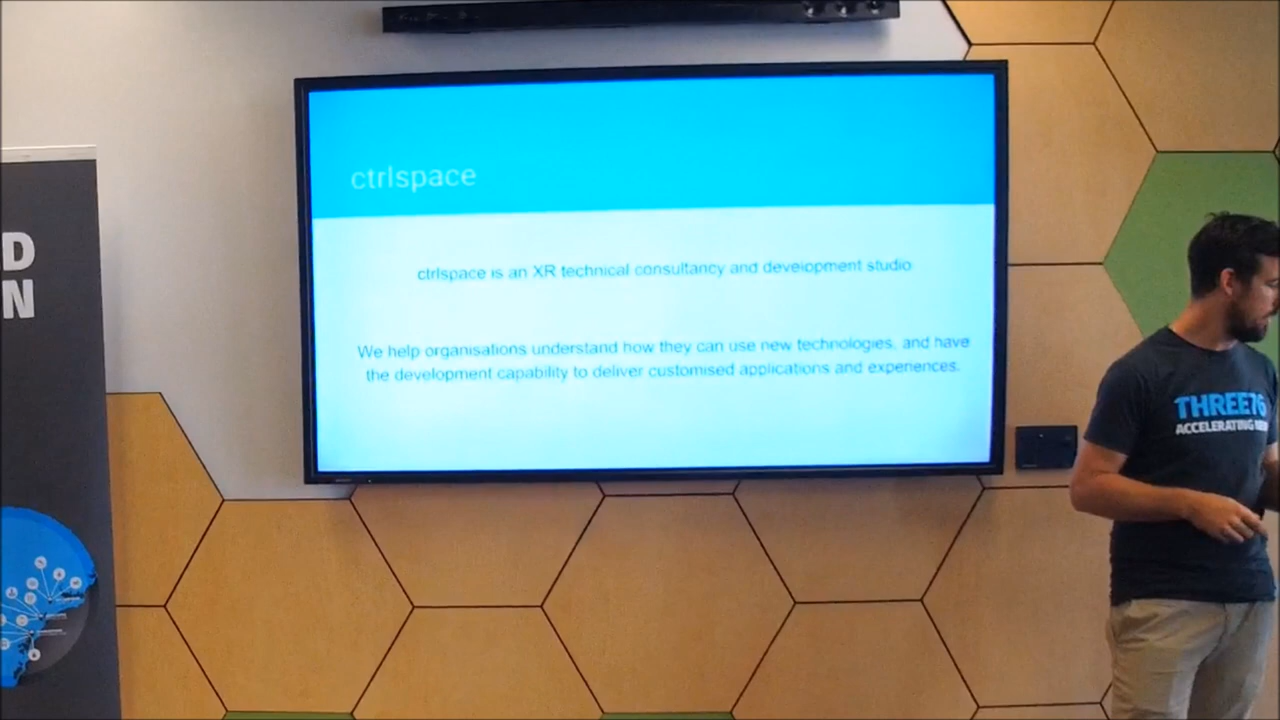 ctrlspace
ctrlspace is an XR technical consultancy and development studio
We help organisations understand how they can use new technologies, and have
the development capability to deliver customised applications and experiences.
D
N
THREE76
ACCELERATING